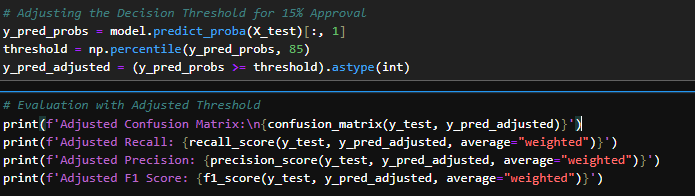 # Adjusting the Decision Threshold for 15% Approval
y_pred_probs = model.predict_proba(X_test)[:, 1]
threshold = np.percentile(y_pred_probs, 85)
y_pred_adjusted = (y_pred_probs >= threshold).astype(int)
# Evaluation with Adjusted Threshold
print(f'Adjusted Confusion Matrix:\n{confusion_matrix(y_test, y_pred_adjusted)}')
print(f'Adjusted Recall: {recall_score(y_test, y_pred_adjusted, average="weighted")}')
print(f'Adjusted Precision: {precision_score(y_test, y_pred_adjusted, average="weighted")}')
print(f'Adjusted F1 Score: {f1_score(y_test, y_pred_adjusted, average="weighted")}')